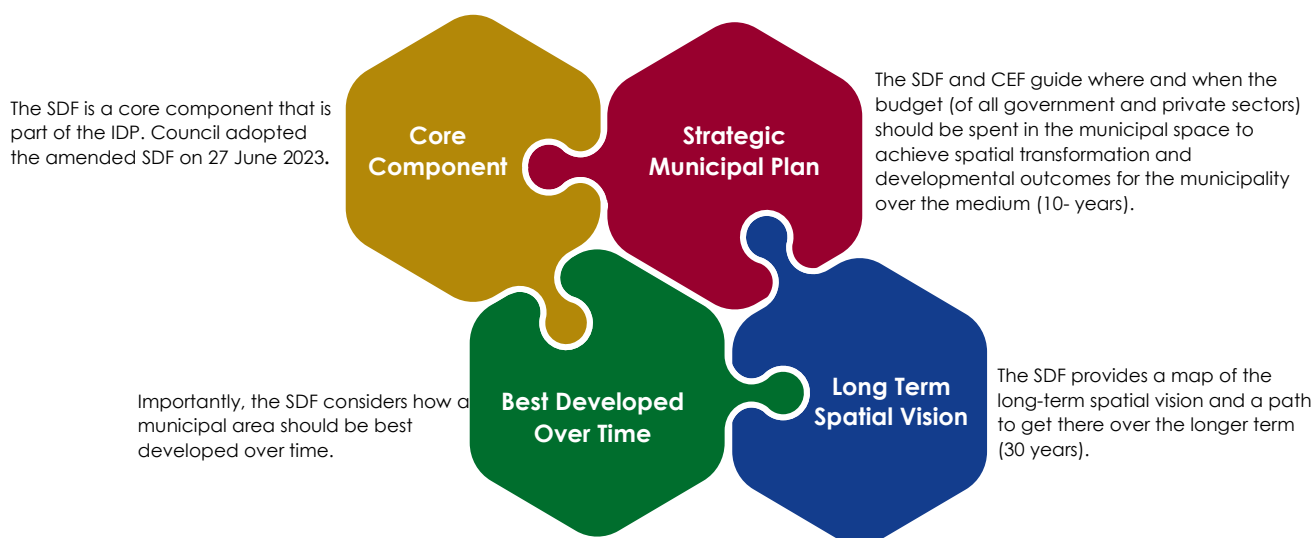 The SDF is a core component that is
part of the IDP. Council adopted
the amended SDF on 27 June 2023.
Core
Component
Strategic
Municipal Plan
The SDF and CEF guide where and when the
budget (of all government and private sectors)
should be spent in the municipal space to
achieve spatial transformation and
developmental outcomes for the municipality
over the medium (10- years).
Importantly, the SDF considers how a
municipal area should be best
developed over time.
Best Developed
Over Time
Long Term
Spatial Vision
The SDF provides a map of the
long-term spatial vision and a path
to get there over the longer term
(30 years).